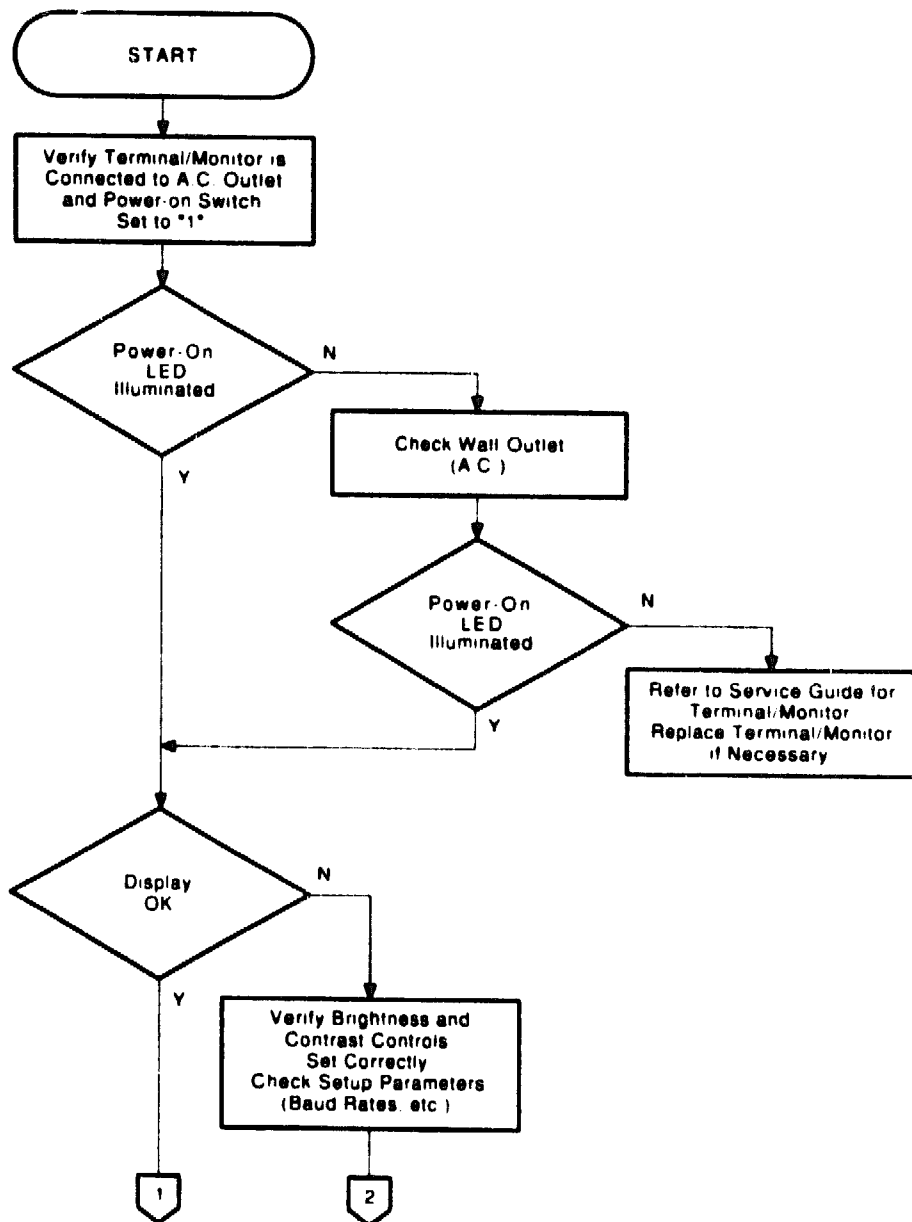 START
Verify Terminal/Monitor is
Connected to A.C. Outlet
and Power-on Switch
Set to "1"
Power-On
LED
Illuminated
N
Y
Check Wall Outlet
(A.C.)
Power-On
LED
Illuminated
N
Y
Refer to Service Guide for
Terminal/Monitor
Replace Terminal/Monitor
if Necessary
Display
OK
N
Y
Verify Brightness and
Contrast Controls
Set Correctly
Check Setup Parameters
(Baud Rates, etc.)
1
2